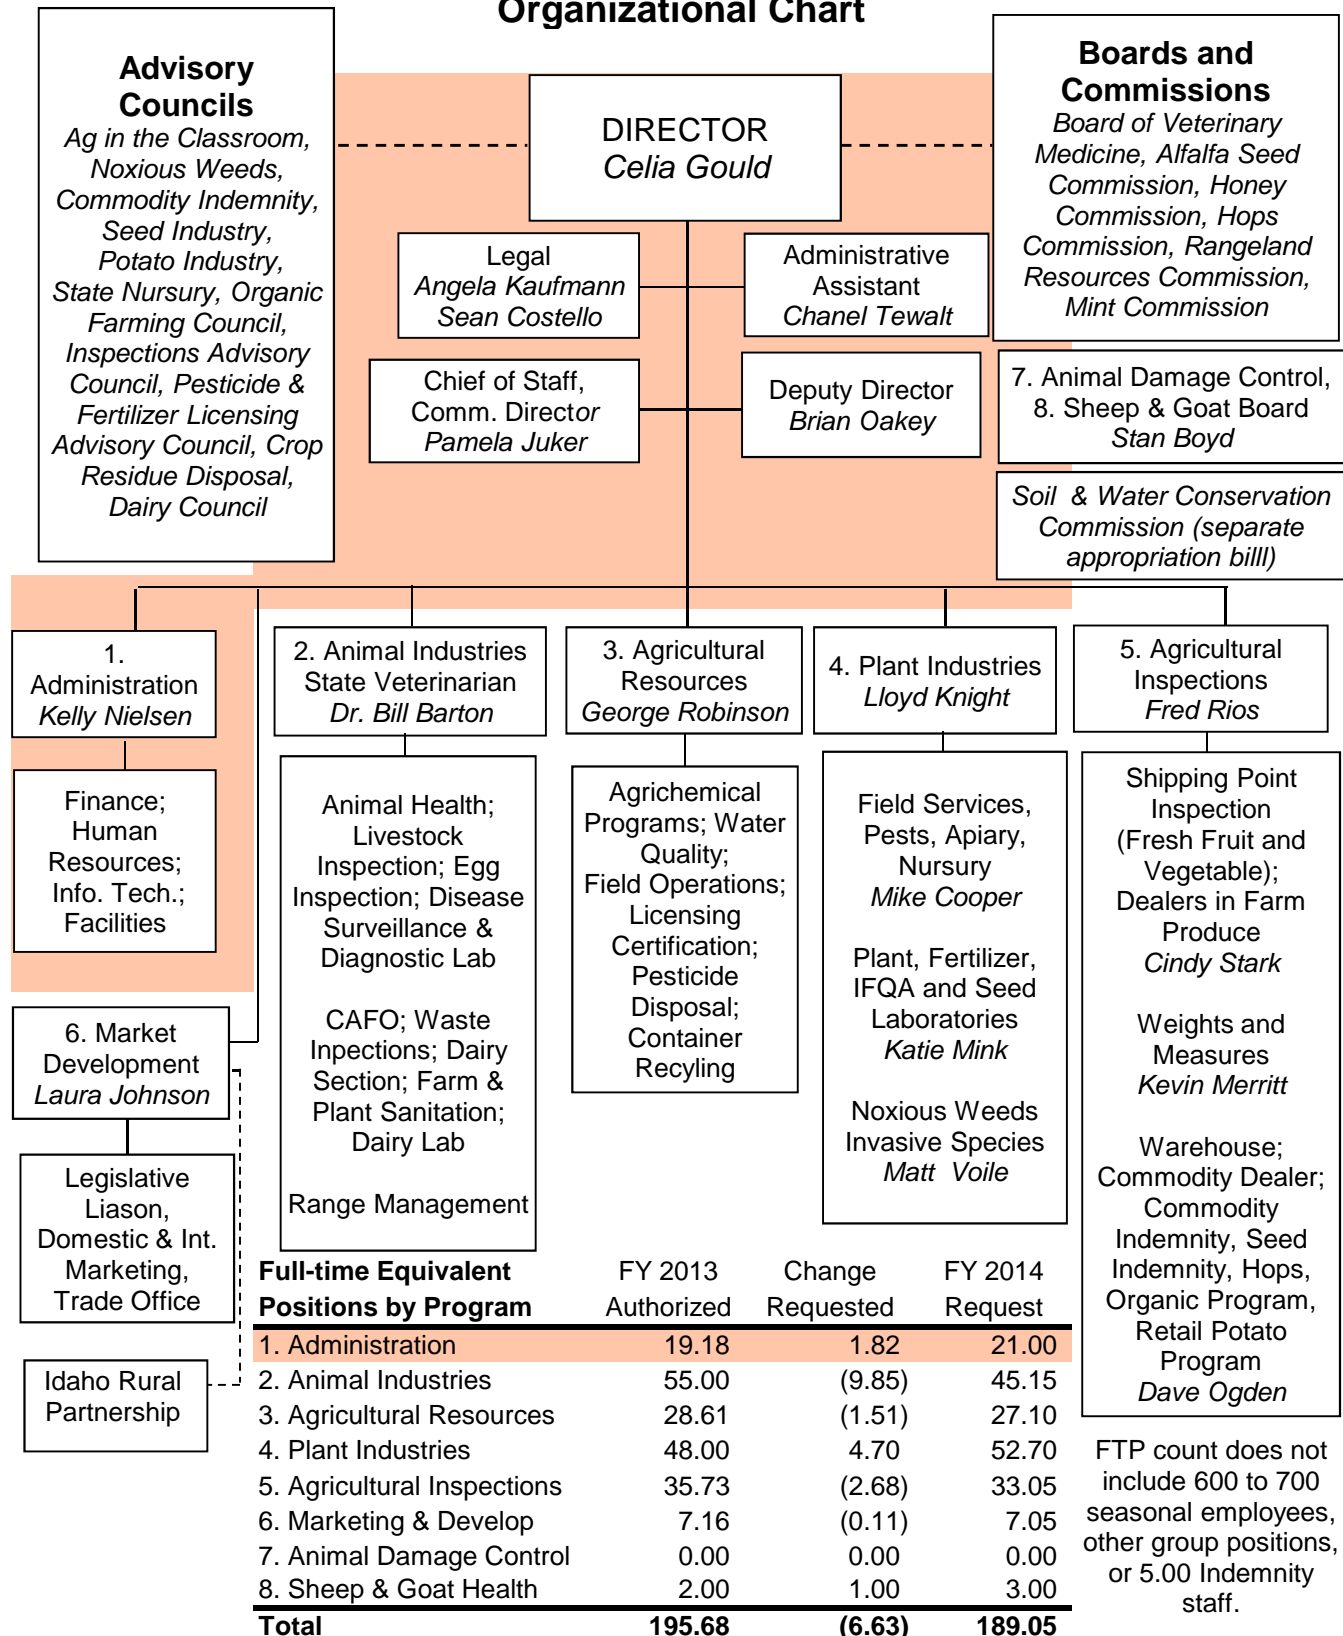 Organizational Chart
Advisory
Councils
Ag in the Classroom,
Noxious Weeds,
Commodity Indemnity,
Seed Industry,
Potato Industry,
State Nursury, Organic
Farming Council,
Inspections Advisory
Council, Pesticide &
Fertilizer Licensing
Advisory Council, Crop
Residue Disposal,
Dairy Council
DIRECTOR
Celia Gould
Boards and
Commissions
Board of Veterinary
Medicine, Alfalfa Seed
Commission, Honey
Commission, Hops
Commission, Rangeland
Resources Commission,
Mint Commission
Legal
Angela Kaufmann
Sean Costello
Administrative
Assistant
Chanel Tewalt
Chief of Staff,
Comm. Director
Pamela Juker
Deputy Director
Brian Oakey
7. Animal Damage Control,
8. Sheep & Goat Board
Stan Boyd
Soil & Water Conservation
Commission (separate
appropriation billl)
1.
Administration
Kelly Nielsen
2. Animal Industries
State Veterinarian
Dr. Bill Barton
3. Agricultural
Resources
George Robinson
4. Plant Industries
Lloyd Knight
5. Agricultural
Inspections
Fred Rios
Finance;
Human
Resources;
Info. Tech.;
Facilities
Animal Health;
Livestock
Inspection; Egg
Inspection; Disease
Surveillance &
Diagnostic Lab
CAFO; Waste
Inpections; Dairy
Section; Farm &
Plant Sanitation;
Dairy Lab
Range Management
Agrichemical
Programs; Water
Quality;
Field Operations;
Licensing
Certification;
Pesticide
Disposal;
Container
Recyling
Field Services,
Pests, Apiary,
Nursury
Mike Cooper
Plant, Fertilizer,
IFQA and Seed
Laboratories
Katie Mink
Noxious Weeds
Invasive Species
Matt Voile
Shipping Point
Inspection
(Fresh Fruit and
Vegetable);
Dealers in Farm
Produce
Cindy Stark
Weights and
Measures
Kevin Merritt
Warehouse;
Commodity Dealer;
Commodity
Indemnity, Seed
Indemnity, Hops,
Organic Program,
Retail Potato
Program
Dave Ogden
6. Market
Development
Laura Johnson
Legislative
Liason,
Domestic & Int.
Marketing,
Trade Office
Idaho Rural
Partnership
Full-time Equivalent FY 2013 Change FY 2014
Positions by Program Authorized Requested Request
1. Administration 19.18 1.82 21.00
2. Animal Industries 55.00 (9.85) 45.15
3. Agricultural Resources 28.61 (1.51) 27.10
4. Plant Industries 48.00 4.70 52.70
5. Agricultural Inspections 35.73 (2.68) 33.05
6. Marketing & Develop 7.16 (0.11) 7.05
7. Animal Damage Control 0.00 0.00 0.00
8. Sheep & Goat Health 2.00 1.00 3.00
Total 195.68 (6.63) 189.05
FTP count does not
include 600 to 700
seasonal employees,
other group positions,
or 5.00 Indemnity
staff.